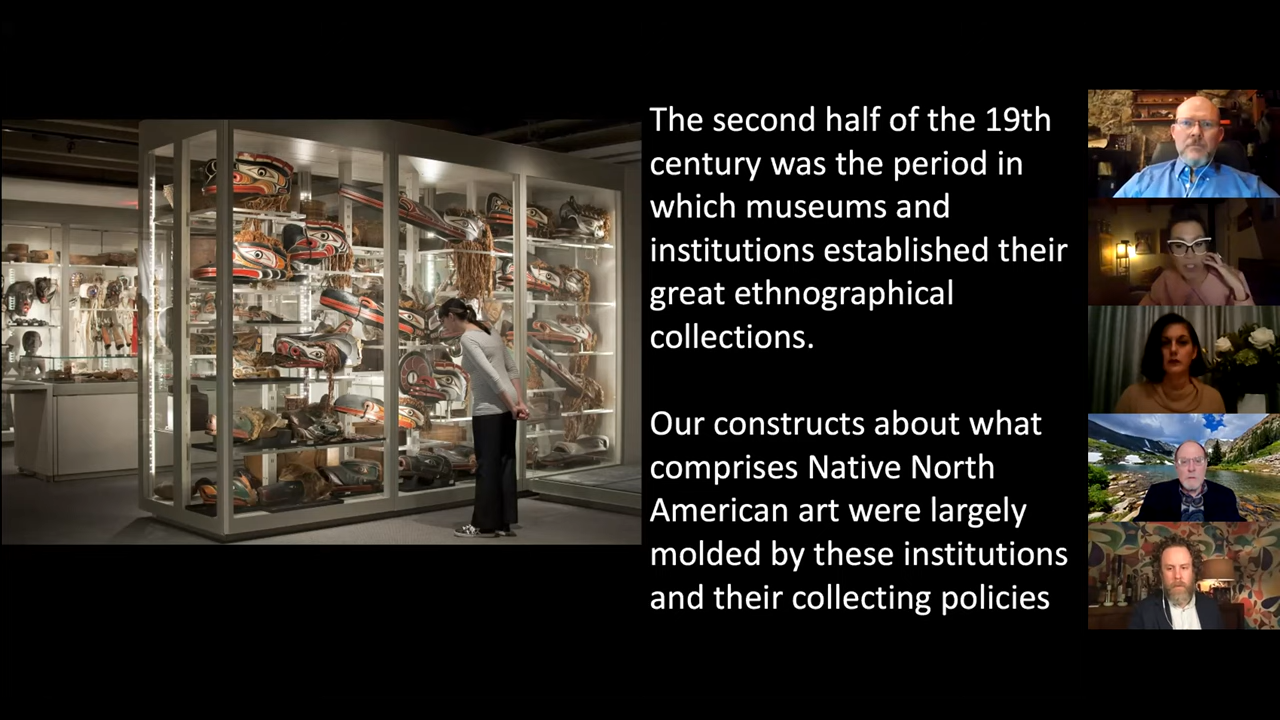 The second half of the 19th
century was the period in
which museums and
institutions established their
great ethnographical
collections.
Our constructs about what
comprises Native North
American art were largely
molded by these institutions
and their collecting policies